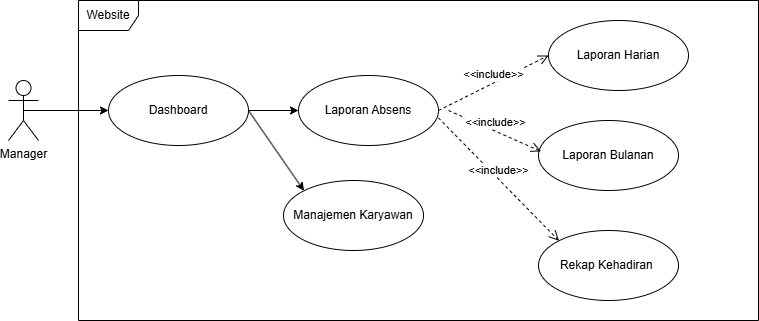 Website
Laporan Harian
<<include>>
Dashboard
Laporan Absens
<<include>>
Manager
Laporan Bulanan
<<include>>
Manajemen Karyawan
Rekap Kehadiran